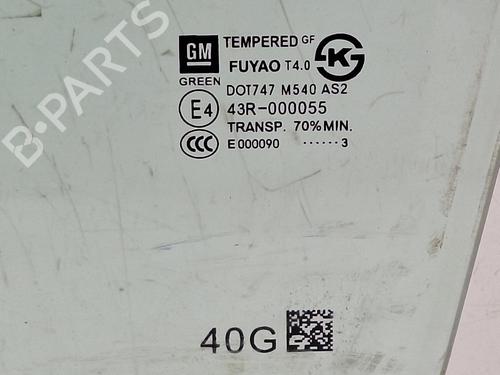 GM TEMPERED GF
FUYAO T4.0
GREEN
DOT747 M540 AS2
E4 43R-000055
TRANSP. 70%MIN.
CCC E000090 ······3
40G
B-PARTS